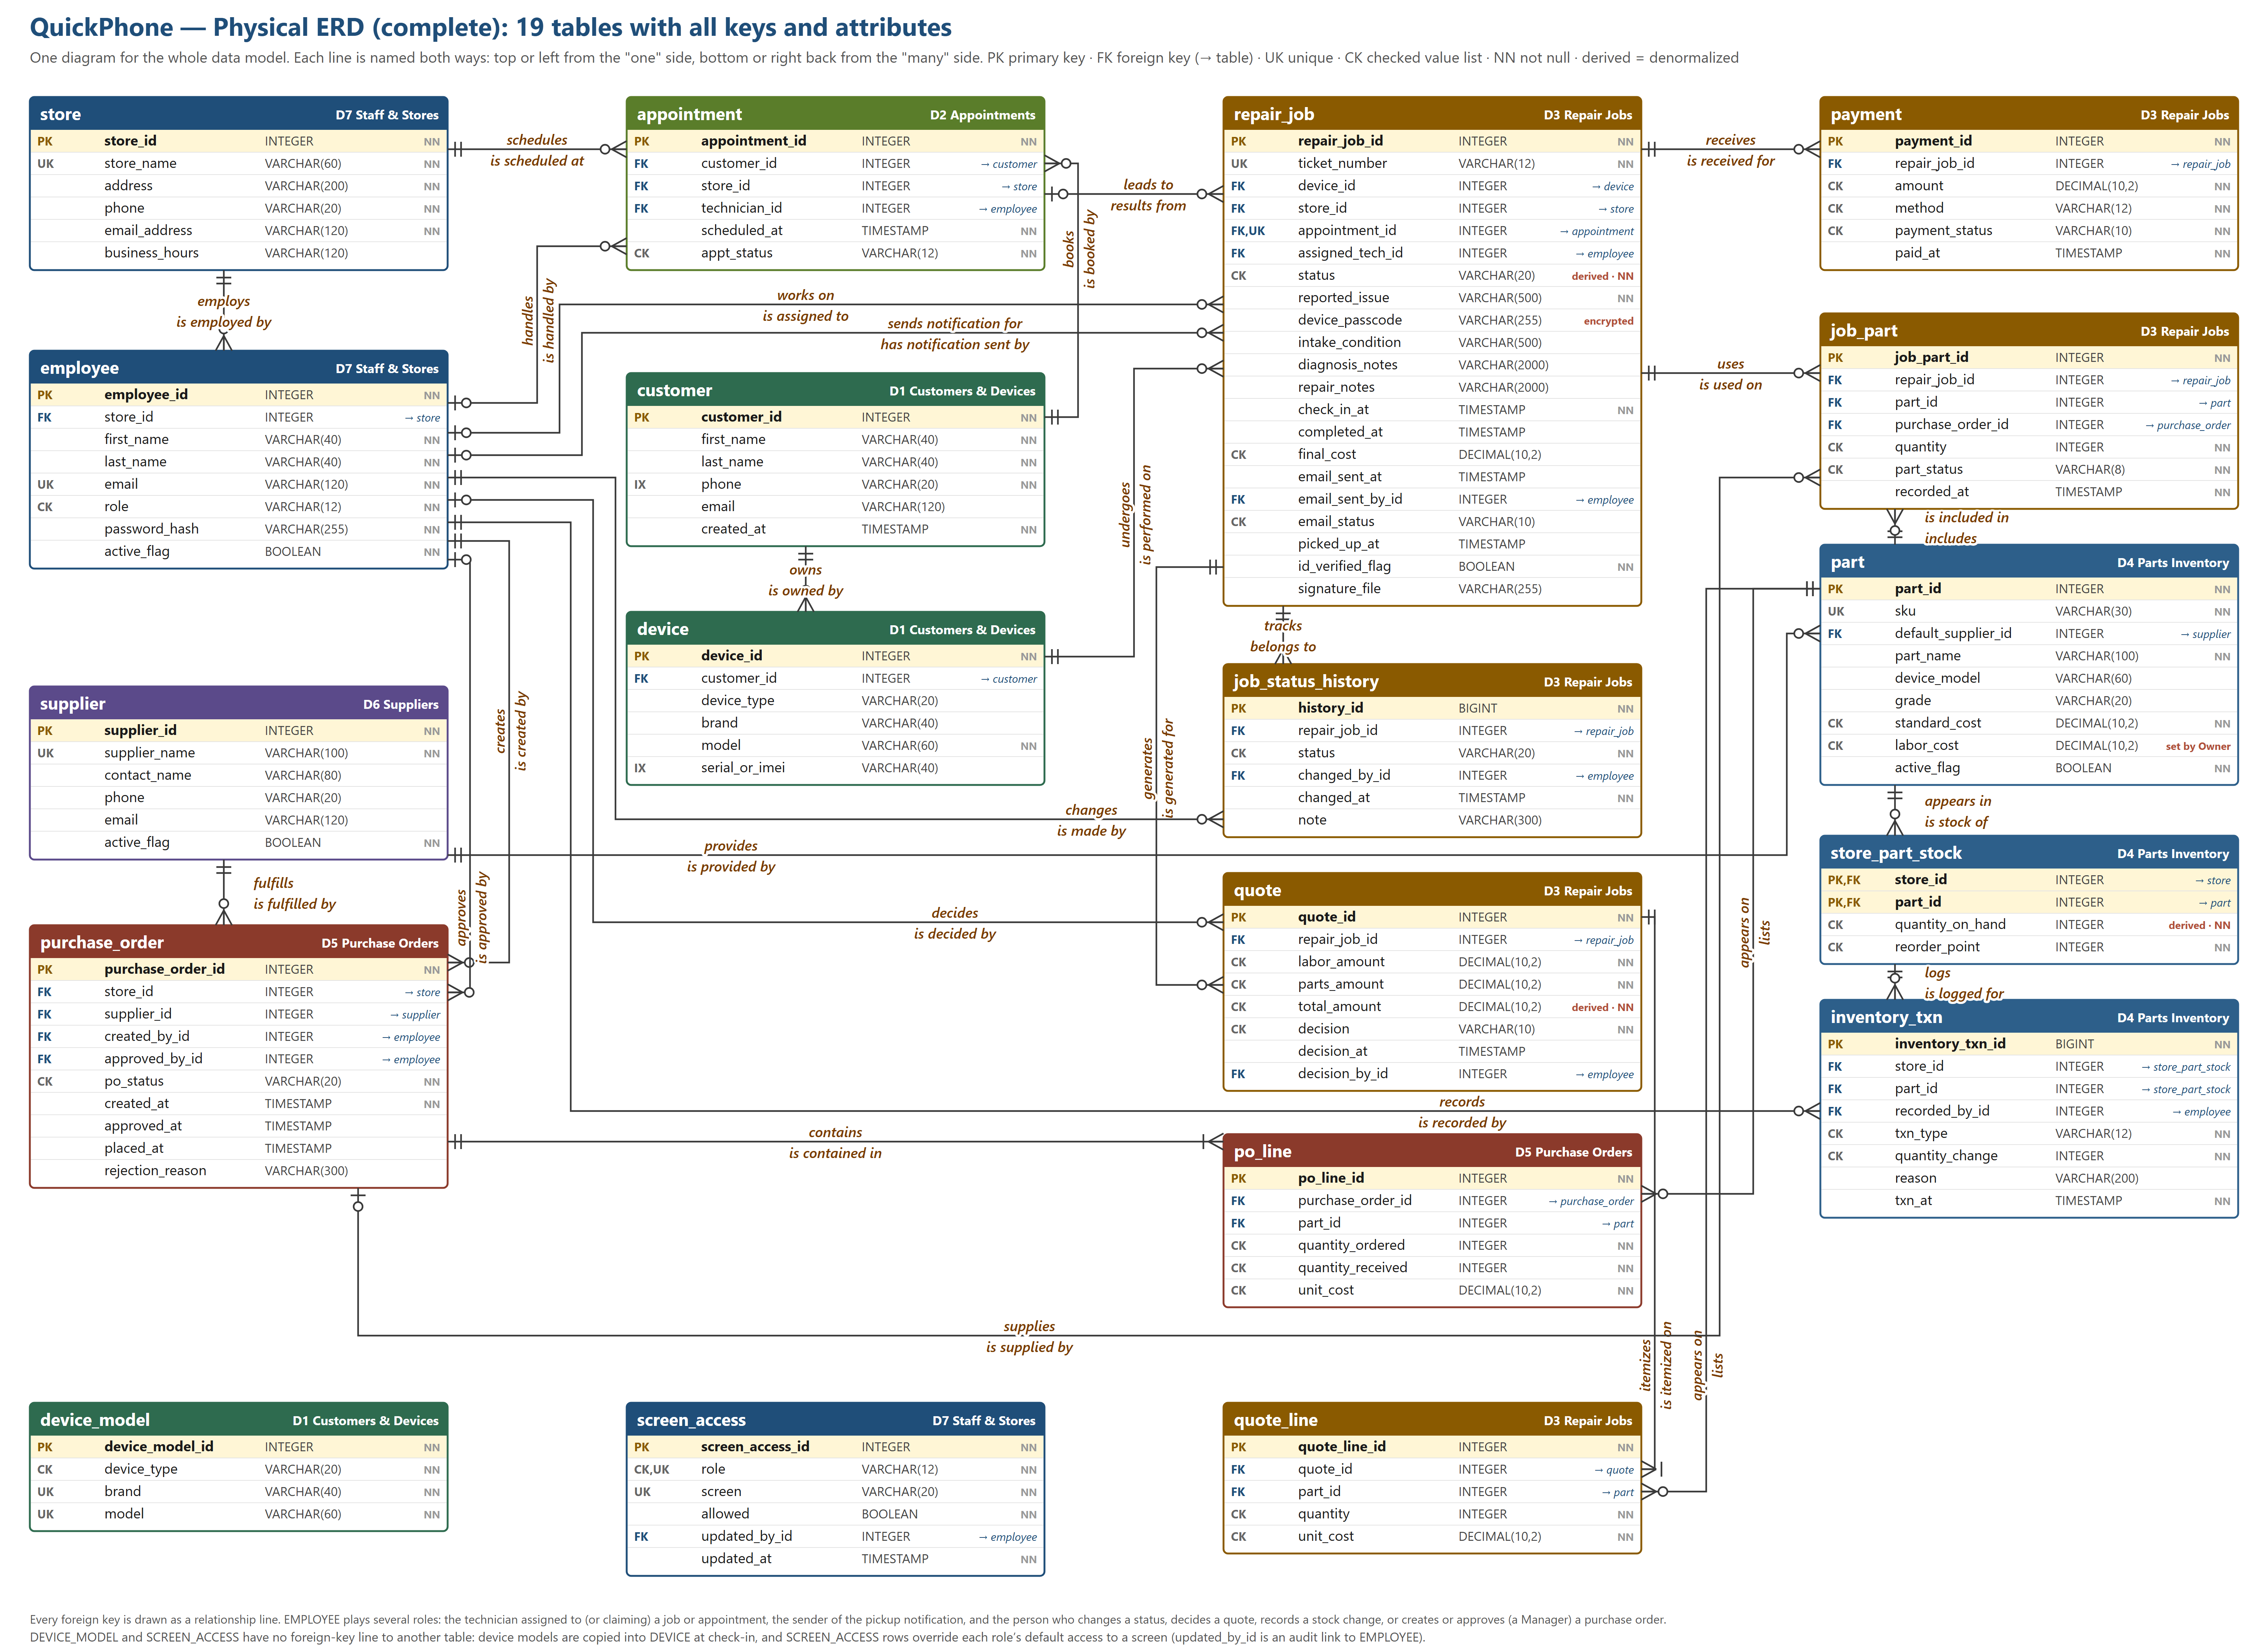 QuickPhone — Physical ERD (complete): 19 tables with all keys and attributes
One diagram for the whole data model. Each line is named both ways: top or left from the "one" side, bottom or right back from the "many" side. PK primary key · FK foreign key (→ table) · UK unique · CK checked value list · NN not null · derived = denormalized
store D7 Staff & Stores
PK store_id INTEGER NN
UK store_name VARCHAR(60) NN
address VARCHAR(200) NN
phone VARCHAR(20) NN
email_address VARCHAR(120) NN
business_hours VARCHAR(120)
schedules
is scheduled at
employs
is employed by
employee D7 Staff & Stores
PK employee_id INTEGER NN
FK store_id INTEGER → store
first_name VARCHAR(40) NN
last_name VARCHAR(40) NN
UK email VARCHAR(120) NN
CK role VARCHAR(12) NN
password_hash VARCHAR(255) NN
active_flag BOOLEAN NN
handles
is handled by
creates
is created by
approves
is approved by
supplier D6 Suppliers
PK supplier_id INTEGER NN
UK supplier_name VARCHAR(100) NN
contact_name VARCHAR(80)
phone VARCHAR(20)
email VARCHAR(120)
active_flag BOOLEAN NN
fulfills
is fulfilled by
purchase_order D5 Purchase Orders
PK purchase_order_id INTEGER NN
FK store_id INTEGER → store
FK supplier_id INTEGER → supplier
FK created_by_id INTEGER → employee
FK approved_by_id INTEGER → employee
CK po_status VARCHAR(20) NN
created_at TIMESTAMP NN
approved_at TIMESTAMP
placed_at TIMESTAMP
rejection_reason VARCHAR(300)
device_model D1 Customers & Devices
PK device_model_id INTEGER NN
CK device_type VARCHAR(20) NN
UK brand VARCHAR(40) NN
UK model VARCHAR(60) NN
appointment D2 Appointments
PK appointment_id INTEGER NN
FK customer_id INTEGER → customer
FK store_id INTEGER → store
FK technician_id INTEGER → employee
scheduled_at TIMESTAMP NN
CK appt_status VARCHAR(12) NN
leads to
results from
books
is booked by
works on
is assigned to
sends notification for
has notification sent by
customer D1 Customers & Devices
PK customer_id INTEGER NN
first_name VARCHAR(40) NN
last_name VARCHAR(40) NN
IX phone VARCHAR(20) NN
email VARCHAR(120)
created_at TIMESTAMP NN
owns
is owned by
device D1 Customers & Devices
PK device_id INTEGER NN
FK customer_id INTEGER → customer
device_type VARCHAR(20)
brand VARCHAR(40)
model VARCHAR(60) NN
IX serial_or_imei VARCHAR(40)
undergoes
is performed on
generates
is generated for
changes
is made by
provides
is provided by
decides
is decided by
records
is recorded by
contains
is contained in
supplies
is supplied by
screen_access D7 Staff & Stores
PK screen_access_id INTEGER NN
CK,UK role VARCHAR(12) NN
UK screen VARCHAR(20) NN
allowed BOOLEAN NN
FK updated_by_id INTEGER → employee
updated_at TIMESTAMP NN
repair_job D3 Repair Jobs
PK repair_job_id INTEGER NN
UK ticket_number VARCHAR(12) NN
FK device_id INTEGER → device
FK store_id INTEGER → store
FK,UK appointment_id INTEGER → appointment
FK assigned_tech_id INTEGER → employee
CK status VARCHAR(20) derived · NN
reported_issue VARCHAR(500) NN
device_passcode VARCHAR(255) encrypted
intake_condition VARCHAR(500)
diagnosis_notes VARCHAR(2000)
repair_notes VARCHAR(2000)
check_in_at TIMESTAMP NN
completed_at TIMESTAMP
CK final_cost DECIMAL(10,2)
email_sent_at TIMESTAMP
FK email_sent_by_id INTEGER → employee
CK email_status VARCHAR(10)
picked_up_at TIMESTAMP
id_verified_flag BOOLEAN NN
signature_file VARCHAR(255)
tracks
belongs to
job_status_history D3 Repair Jobs
PK history_id BIGINT NN
FK repair_job_id INTEGER → repair_job
CK status VARCHAR(20) NN
FK changed_by_id INTEGER → employee
changed_at TIMESTAMP NN
note VARCHAR(300)
quote D3 Repair Jobs
PK quote_id INTEGER NN
FK repair_job_id INTEGER → repair_job
CK labor_amount DECIMAL(10,2) NN
CK parts_amount DECIMAL(10,2) NN
CK total_amount DECIMAL(10,2) derived · NN
CK decision VARCHAR(10) NN
decision_at TIMESTAMP
FK decision_by_id INTEGER → employee
po_line D5 Purchase Orders
PK po_line_id INTEGER NN
FK purchase_order_id INTEGER → purchase_order
FK part_id INTEGER → part
CK quantity_ordered INTEGER NN
CK quantity_received INTEGER NN
CK unit_cost DECIMAL(10,2) NN
itemizes
is itemized on
appears on
lists
appears on
lists
quote_line D3 Repair Jobs
PK quote_line_id INTEGER NN
FK quote_id INTEGER → quote
FK part_id INTEGER → part
CK quantity INTEGER NN
CK unit_cost DECIMAL(10,2) NN
receives
is received for
uses
is used on
payment D3 Repair Jobs
PK payment_id INTEGER NN
FK repair_job_id INTEGER → repair_job
CK amount DECIMAL(10,2) NN
CK method VARCHAR(12) NN
CK payment_status VARCHAR(10) NN
paid_at TIMESTAMP NN
job_part D3 Repair Jobs
PK job_part_id INTEGER NN
FK repair_job_id INTEGER → repair_job
FK part_id INTEGER → part
FK purchase_order_id INTEGER → purchase_order
CK quantity INTEGER NN
CK part_status VARCHAR(8) NN
recorded_at TIMESTAMP NN
is included in
includes
part D4 Parts Inventory
PK part_id INTEGER NN
UK sku VARCHAR(30) NN
FK default_supplier_id INTEGER → supplier
part_name VARCHAR(100) NN
device_model VARCHAR(60)
grade VARCHAR(20)
CK standard_cost DECIMAL(10,2) NN
CK labor_cost DECIMAL(10,2) set by Owner
active_flag BOOLEAN NN
appears in
is stock of
store_part_stock D4 Parts Inventory
PK,FK store_id INTEGER → store
PK,FK part_id INTEGER → part
CK quantity_on_hand INTEGER derived · NN
CK reorder_point INTEGER NN
logs
is logged for
inventory_txn D4 Parts Inventory
PK inventory_txn_id BIGINT NN
FK store_id INTEGER → store_part_stock
FK part_id INTEGER → store_part_stock
FK recorded_by_id INTEGER → employee
CK txn_type VARCHAR(12) NN
CK quantity_change INTEGER NN
reason VARCHAR(200)
txn_at TIMESTAMP NN
Every foreign key is drawn as a relationship line. EMPLOYEE plays several roles: the technician assigned to (or claiming) a job or appointment, the sender of the pickup notification, and the person who changes a status, decides a quote, records a stock change, or creates or approves (a Manager) a purchase order.
DEVICE_MODEL and SCREEN_ACCESS have no foreign-key line to another table: device models are copied into DEVICE at check-in, and SCREEN_ACCESS rows override each role's default access to a screen (updated_by_id is an audit link to EMPLOYEE).